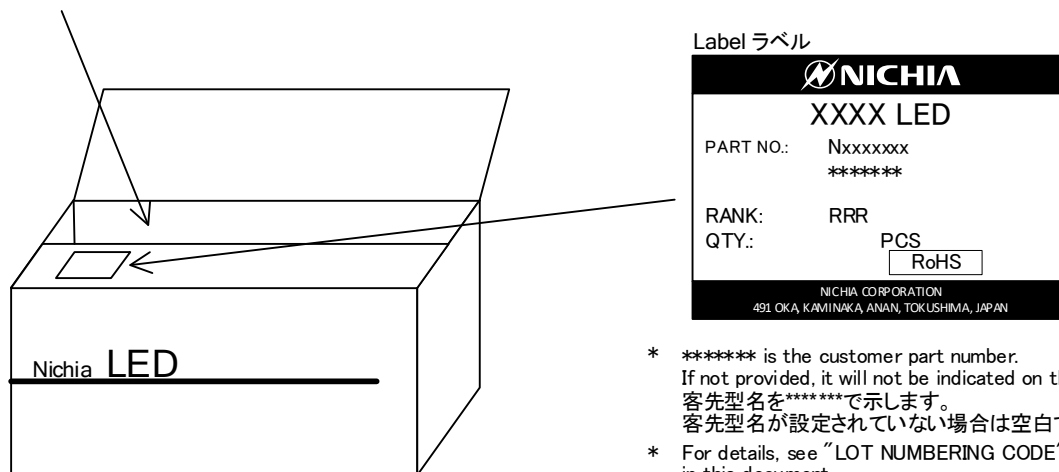 Label ラベル
NICHIA
XXXX LED
PART NO.: Nxxxxxxx
*******
RANK: RRR
QTY.: PCS
RoHS
NICHIA CORPORATION
491 OKA, KAMINAKA, ANAN, TOKUSHIMA, JAPAN
Nichia LED
* ******* is the customer part number.
If not provided, it will not be indicated on
客先型名を*******で示します。
客先型名が設定されていない場合は空白
* For details, see "LOT NUMBERING CODE"
in this document.